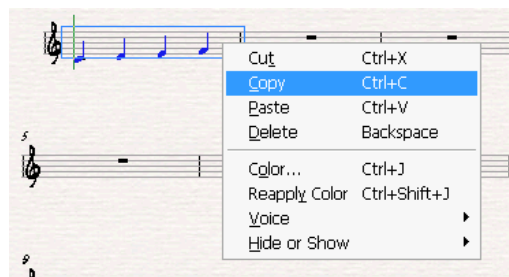 Cut Ctrl+X
Copy Ctrl+C
Paste Ctrl+V
Delete Backspace
5
Color... Ctrl+J
Reapply Color Ctrl+Shift+J
Voice
Hide or Show
9